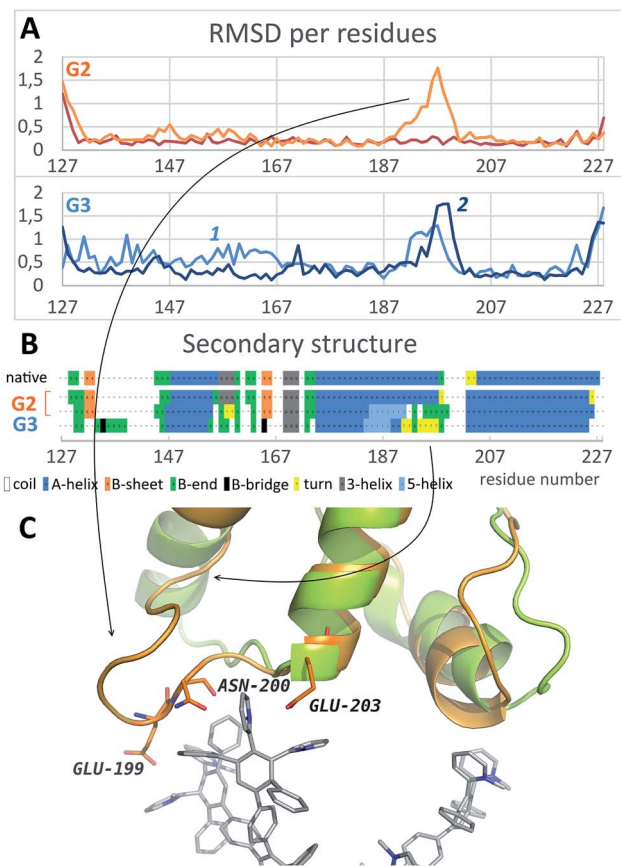 A
RMSD per residues
2
1,5
1
0,5
0
G2
127 147 167 187 207 227
2
1,5
1
0,5
0
G3
1
2
127 147 167 187 207 227
B
Secondary structure
native
G2
G3
127 147 167 187 207 227
residue number
coil A-helix B-sheet B-end B-bridge turn 3-helix 5-helix
C
ASN-200
GLU-203
GLU-199